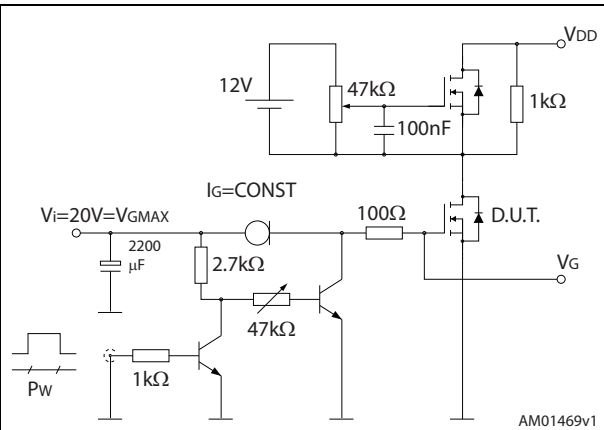 VDD
12V
47kΩ
1kΩ
100nF
IG=CONST
Vi=20V=VGMAX
100Ω
D.U.T.
2200
μF
2.7kΩ
VG
47kΩ
1kΩ
PW
AM01469v1